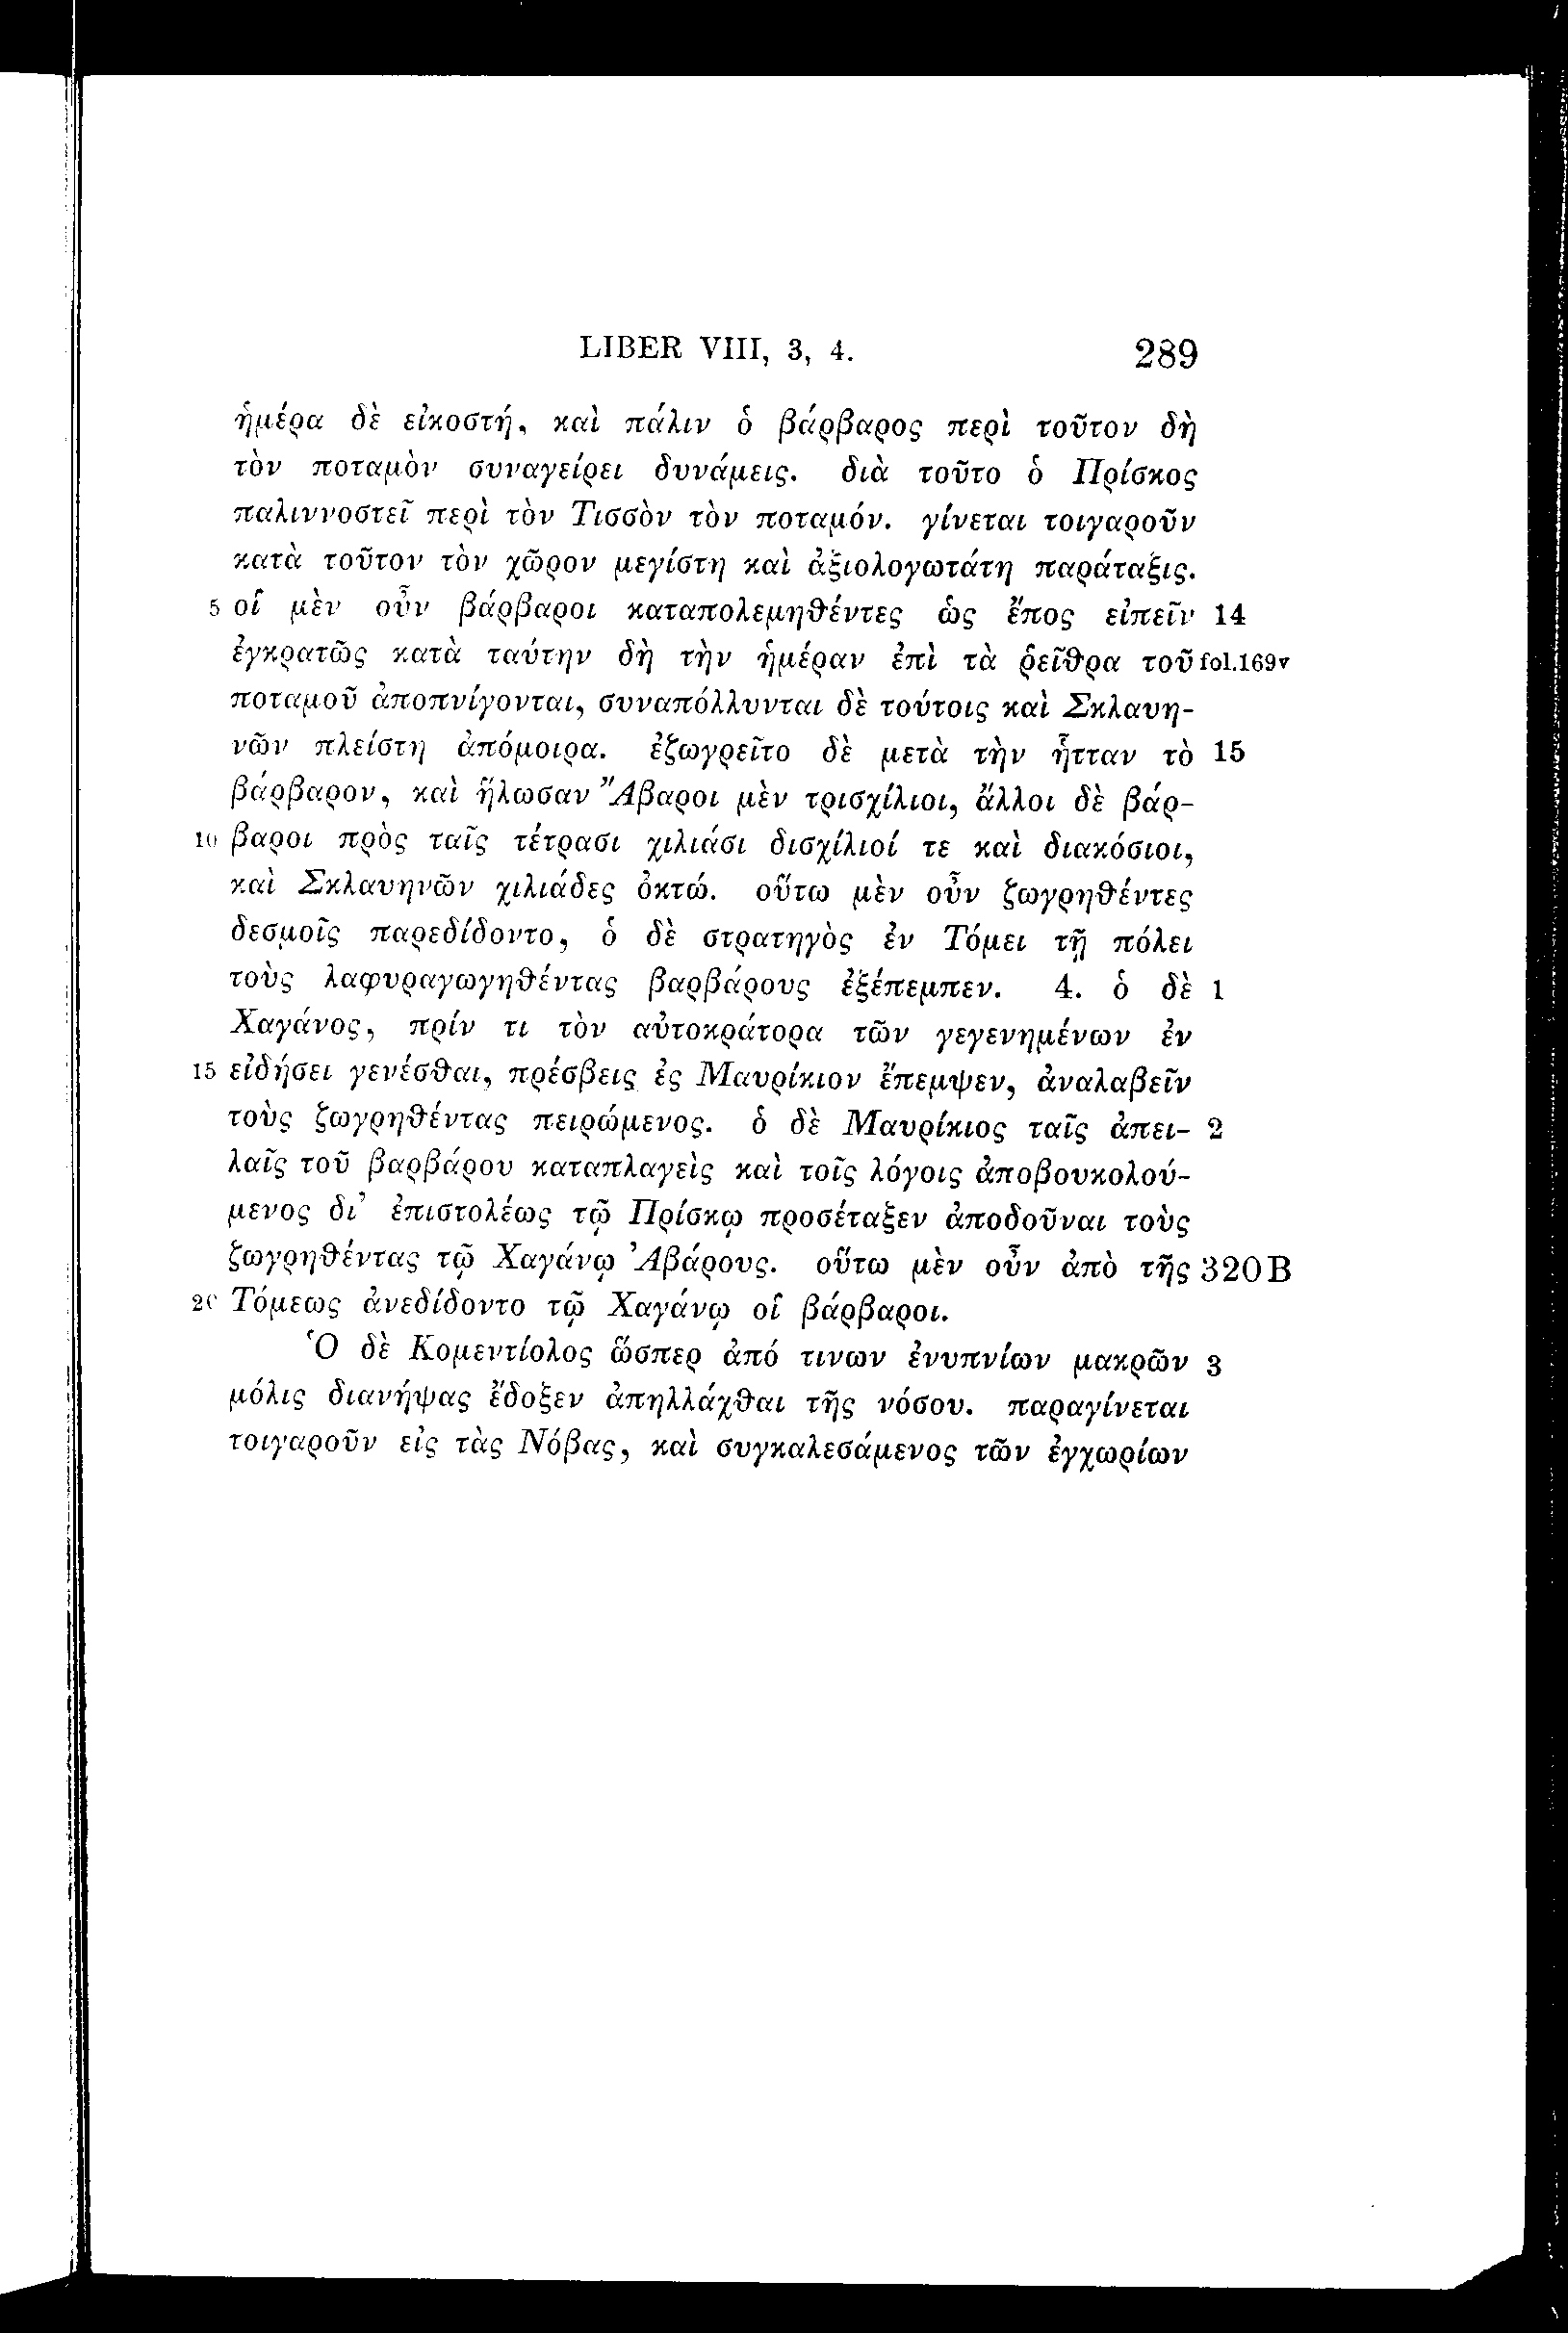 LIBER VIII, 3, 4. 289
ἡμέρα δὲ εἰκοστή, καὶ πάλιν ὁ βάρβαρος περὶ τοῦτον δὴ
τὸν ποταμὸν συναγείρει δυνάμεις. διὰ τοῦτο ὁ Πρίσκος
παλιννοστεῖ περὶ τὸν Τισσὸν τὸν ποταμόν. γίνεται τοιγαροῦν
κατὰ τοῦτον τὸν χῶρον μεγίστη καὶ ἀξιολογωτάτη παράταξις.
5 οἱ μὲν οὖν βάρβαροι καταπολεμηθέντες ὡς ἔπος εἰπεῖν 14
ἐγκρατῶς κατὰ ταύτην δὴ τὴν ἡμέραν ἐπὶ τὰ ῥεῖθρα τοῦ fol.169v
ποταμοῦ ἀποπνίγονται, συναπόλλυνται δὲ τούτοις καὶ Σκλαυη-
νῶν πλείστη ἀπόμοιρα. ἐζωγρεῖτο δὲ μετὰ τὴν ἧτταν τὸ 15
βάρβαρον, καὶ ἥλωσαν Ἄβαροι μὲν τρισχίλιοι, ἄλλοι δὲ βάρ-
10 βαροι πρὸς ταῖς τέτρασι χιλιάσι δισχίλιοί τε καὶ διακόσιοι,
καὶ Σκλαυηνῶν χιλιάδες ὀκτώ. οὕτω μὲν οὖν ζωγρηθέντες
δεσμοῖς παρεδίδοντο, ὁ δὲ στρατηγὸς ἐν Τόμει τῇ πόλει
τοὺς λαφυραγωγηθέντας βαρβάρους ἐξέπεμπεν. 4. ὁ δὲ 1
Χαγάνος, πρίν τι τὸν αὐτοκράτορα τῶν γεγενημένων ἐν
15 εἰδήσει γενέσθαι, πρέσβεις ἐς Μαυρίκιον ἔπεμψεν, ἀναλαβεῖν
τοὺς ζωγρηθέντας πειρώμενος. ὁ δὲ Μαυρίκιος ταῖς ἀπει- 2
λαῖς τοῦ βαρβάρου καταπλαγεὶς καὶ τοῖς λόγοις ἀποβουκολού-
μενος δι’ ἐπιστολέως τῷ Πρίσκῳ προσέταξεν ἀποδοῦναι τοὺς
ζωγρηθέντας τῷ Χαγάνῳ Ἀβάρους. οὕτω μὲν οὖν ἀπὸ τῆς 320 B
20 Τόμεως ἀνεδίδοντο τῷ Χαγάνῳ οἱ βάρβαροι.
Ὁ δὲ Κομεντίολος ὥσπερ ἀπό τινων ἐνυπνίων μακρῶν 3
μόλις διανήψας ἔδοξεν ἀπηλλάχθαι τῆς νόσου. παραγίνεται
τοιγαροῦν εἰς τὰς Νόβας, καὶ συγκαλεσάμενος τῶν ἐγχωρίων